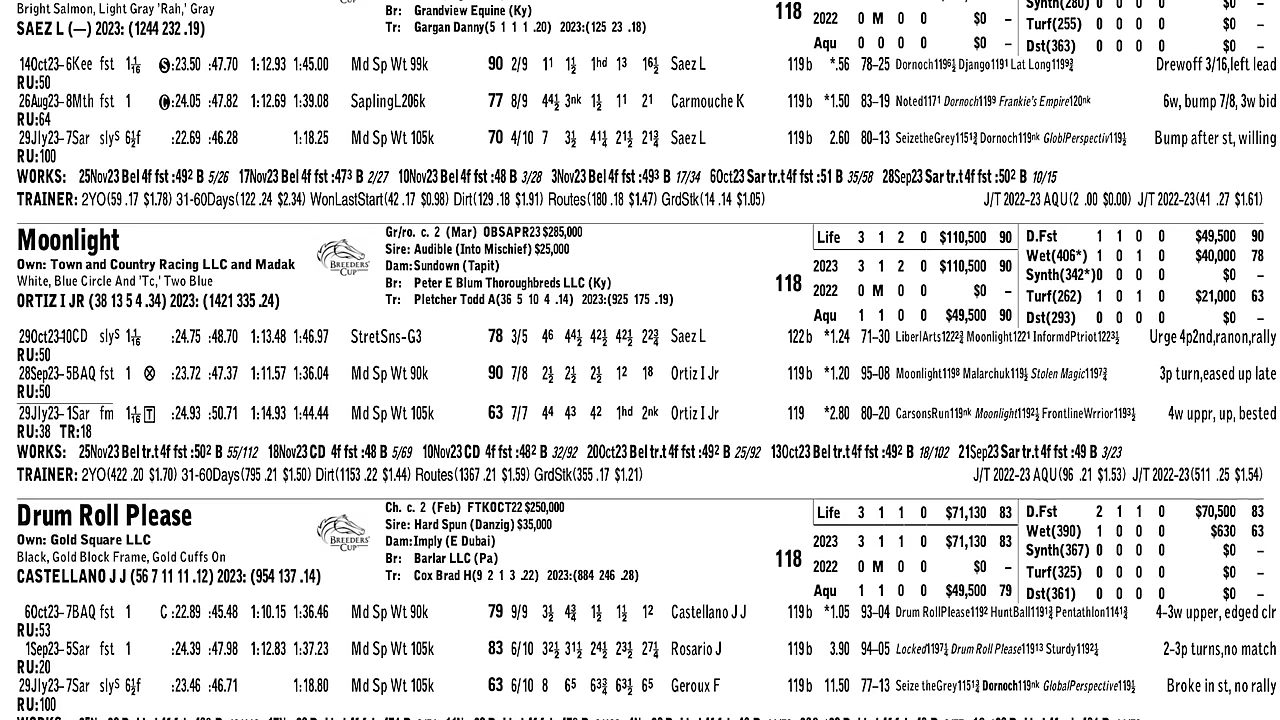 Bright Salmon, Light Gray 'Rah,' Gray
SAEZ L (—) 2023: (1244 232 .19)
Br: Grandview Equine (Ky)
Tr: Gargan Danny(5 1 1 1 .20) 2023:(125 23 .18)
118
2022 0 M 0 0 $0 –
Aqu 0 0 0 0 $0 –
Synth(280) 0 0 0 0 $0 –
Turf(255) 0 0 0 0 $0 –
Dst(363) 0 0 0 0 $0 –
14Oct23–6Kee fst 1 1/16 S :23.50 :47.70 1:12.93 1:45.00 Md Sp Wt 99k 90 2/9 1¹ 1½ 1hd 13 16½ Saez L 119 b *.56 78–25 Dornoch1196½ Django1191 Lat Long1199¾ Drewoff 3/16,left lead
RU:50
26Aug23–8Mth fst 1 C :24.05 :47.82 1:12.69 1:39.08 SaplingL206k 77 8/9 44½ 3nk 1½ 1¹ 2¹ Carmouche K 119 b *1.50 83–19 Noted1171 Dornoch1199 Frankie's Empire120nk 6w, bump 7/8, 3w bid
RU:64
29Jly23–7Sar slyS 6½f :22.69 :46.28 1:18.25 Md Sp Wt 105k 70 4/10 7 3½ 41¼ 21½ 21¾ Saez L 119 b 2.60 80–13 SeizetheGrey1151¾ Dornoch119nk GloblPerspectiv119½ Bump after st, willing
RU:100
WORKS: 25Nov23 Bel 4f fst :49² B 5/26 17Nov23 Bel 4f fst :47³ B 2/27 10Nov23 Bel 4f fst :48 B 3/28 3Nov23 Bel 4f fst :49³ B 17/34 6Oct23 Sar tr.t 4f fst :51 B 35/58 28Sep23 Sar tr.t 4f fst :50² B 10/15
TRAINER: 2YO(59 .17 $1.78) 31-60Days(122 .24 $2.34) WonLastStart(42 .17 $0.98) Dirt(129 .18 $1.91) Routes(180 .18 $1.47) GrdStk(14 .14 $1.05) J/T 2022-23 AQU(2 .00 $0.00) J/T 2022-23(41 .27 $1.61)
Moonlight
Own: Town and Country Racing LLC and Madak
White, Blue Circle And 'Tc,' Two Blue
ORTIZ I JR (38 13 5 4 .34) 2023: (1421 335 .24)
BREEDERS' CUP
Gr/ro. c. 2 (Mar) OBSAPR23 $285,000
Sire: Audible (Into Mischief) $25,000
Dam: Sundown (Tapit)
Br: Peter E Blum Thoroughbreds LLC (Ky)
Tr: Pletcher Todd A(36 5 10 4 .14) 2023:(925 175 .19)
118
Life 3 1 2 0 $110,500 90
2023 3 1 2 0 $110,500 90
2022 0 M 0 0 $0 –
Aqu 1 1 0 0 $49,500 90
D.Fst 1 1 0 0 $49,500 90
Wet(406*) 1 0 1 0 $40,000 78
Synth(342*) 0 0 0 0 $0 –
Turf(262) 1 0 1 0 $21,000 63
Dst(293) 0 0 0 0 $0 –
29Oct23–10CD slyS 1 1/16 :24.75 :48.70 1:13.48 1:46.97 StretSns-G3 78 3/5 46 44½ 42½ 42½ 22¾ Saez L 122 b *1.24 71–30 LiberlArts1222¾ Moonlight1221 InformdPtriot1223½ Urge 4p2nd,ranon,rally
RU:50
28Sep23–5BAQ fst 1 ⊗ :23.72 :47.37 1:11.57 1:36.04 Md Sp Wt 90k 90 7/8 2½ 2½ 2½ 12 18 Ortiz I Jr 119 b *1.20 95–08 Moonlight1198 Malarchuk119½ Stolen Magic1197¾ 3p turn,eased up late
RU:50
29Jly23–1Sar fm 1 1/16 T :24.93 :50.71 1:14.93 1:44.44 Md Sp Wt 105k 63 7/7 44 43 42 1hd 2nk Ortiz I Jr 119 *2.80 80–20 CarsonsRun119nk Moonlight1192½ FrontlineWrrior1193½ 4w uppr, up, bested
RU:38 TR:18
WORKS: 25Nov23 Bel tr.t 4f fst :50² B 55/112 18Nov23 CD 4f fst :48 B 5/69 10Nov23 CD 4f fst :49² B 32/92 20Oct23 Bel tr.t 4f fst :49² B 25/92 13Oct23 Bel tr.t 4f fst :49² B 18/102 21Sep23 Sar tr.t 4f fst :49 B 3/23
TRAINER: 2YO(422 .20 $1.70) 31-60Days(795 .21 $1.50) Dirt(1153 .22 $1.44) Routes(1367 .21 $1.59) GrdStk(355 .17 $1.21) J/T 2022-23 AQU(96 .21 $1.53) J/T 2022-23(511 .25 $1.54)
Drum Roll Please
Own: Gold Square LLC
Black, Gold Block Frame, Gold Cuffs On
CASTELLANO J J (56 7 11 11 .12) 2023: (954 137 .14)
BREEDERS' CUP
Ch. c. 2 (Feb) FTKOCT22 $250,000
Sire: Hard Spun (Danzig) $35,000
Dam: Imply (E Dubai)
Br: Barlar LLC (Pa)
Tr: Cox Brad H(9 2 1 3 .22) 2023:(884 246 .28)
118
Life 3 1 1 0 $71,130 83
2023 3 1 1 0 $71,130 83
2022 0 M 0 0 $0 –
Aqu 1 1 0 0 $49,500 79
D.Fst 2 1 1 0 $70,500 83
Wet(390) 1 0 0 0 $630 63
Synth(367) 0 0 0 0 $0 –
Turf(325) 0 0 0 0 $0 –
Dst(361) 0 0 0 0 $0 –
6Oct23–7BAQ fst 1 C :22.89 :45.48 1:10.15 1:36.46 Md Sp Wt 90k 79 9/9 3½ 4¾ 1½ 1½ 12 Castellano J J 119 b *1.05 93–04 Drum RollPlease1192 HuntBall1191¾ Pentathlon1141¾ 4-3w upper, edged clr
RU:53
1Sep23–5Sar fst 1 :24.39 :47.98 1:12.83 1:37.23 Md Sp Wt 105k 83 6/10 32½ 31½ 24½ 23½ 27¼ Rosario J 119 b 3.90 94–05 Locked1197¼ Drum Roll Please11913 Sturdy1192¼ 2–3p turns,no match
RU:20
29Jly23–7Sar slyS 6½f :23.46 :46.71 1:18.80 Md Sp Wt 105k 63 6/10 8 65 63¾ 63½ 65 Geroux F 119 b 11.50 77–13 Seize theGrey1151¾ Dornoch119nk GlobalPerspective119½ Broke in st, no rally
RU:100